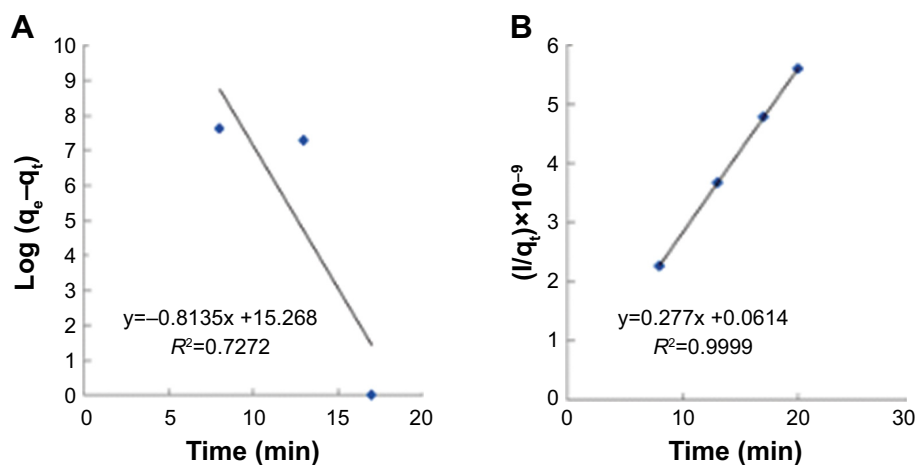 A
10
9
8
7
6
5
4
3
2
1
0
Log (qₑ–qₜ)
y=–0.8135x +15.268
R²=0.7272
0 5 10 15 20
Time (min)
B
6
5
4
3
2
1
0
(I/qₜ)×10⁻⁹
y=0.277x +0.0614
R²=0.9999
0 10 20 30
Time (min)